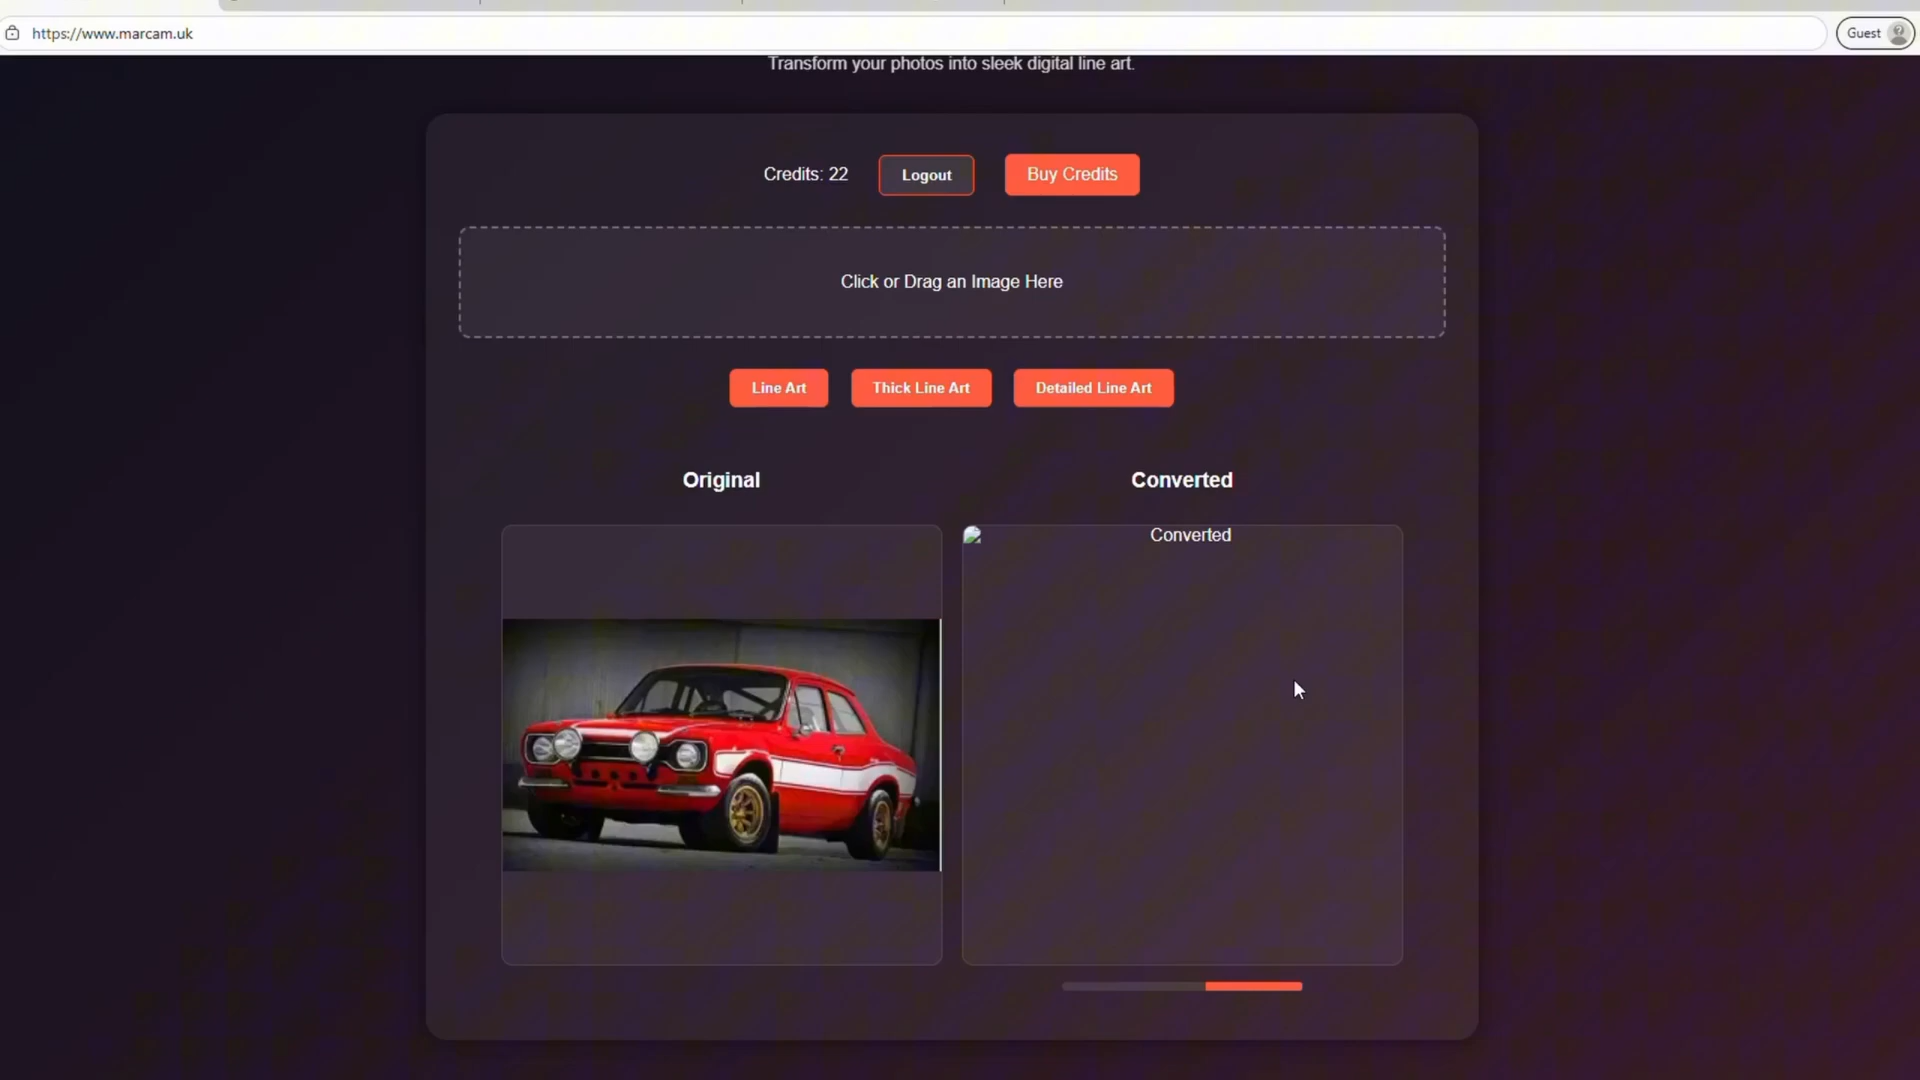 https://www.marcam.uk
Guest
Transform your photos into sleek digital line art.
Credits: 22
Logout
Buy Credits
Click or Drag an Image Here
Line Art
Thick Line Art
Detailed Line Art
Original
Converted
Converted